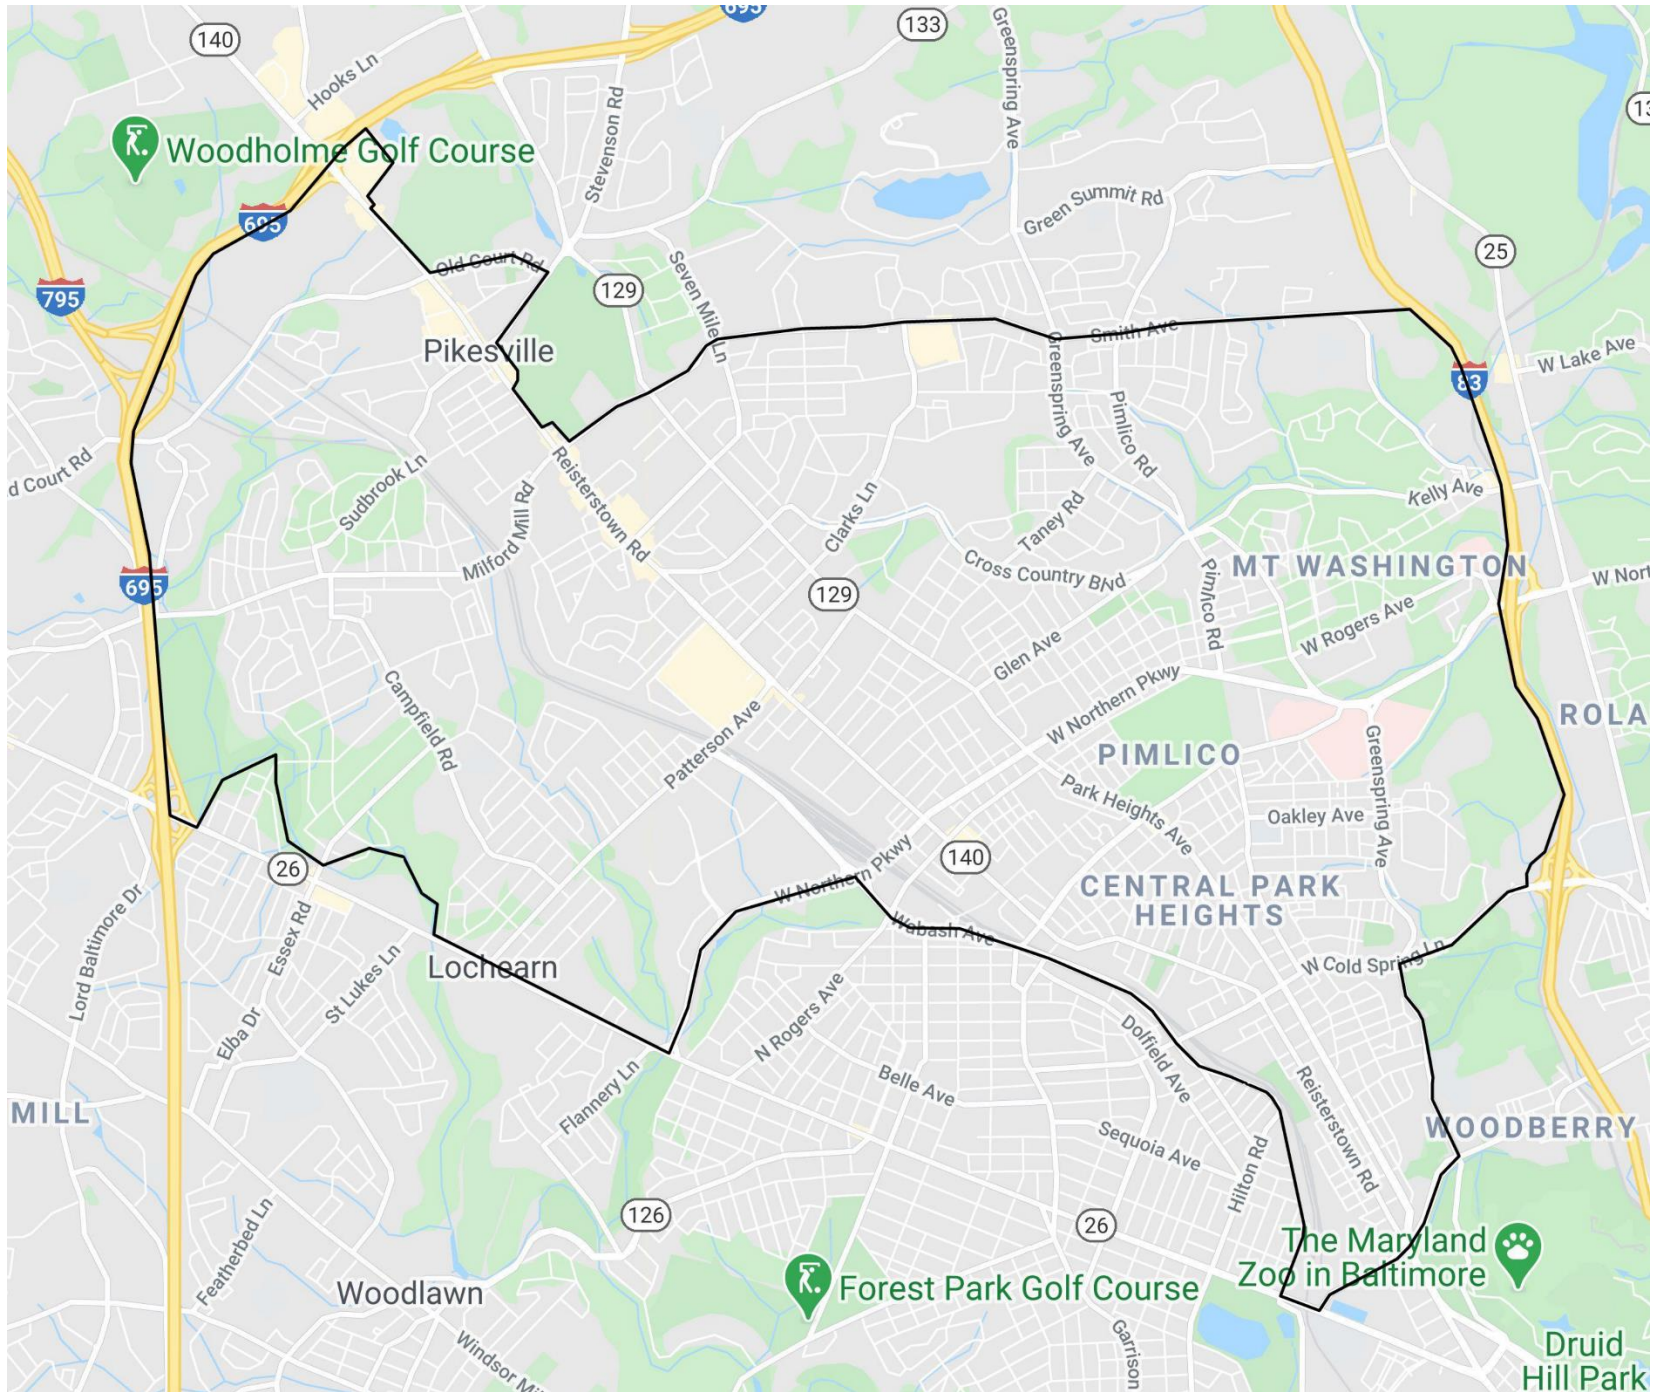 695
140
133
Hooks Ln
Greenspring Ave
13
Woodholme Golf Course
Stevenson Rd
Green Summit Rd
695
25
Old Court Rd
795
129
Seven Mile Ln
Smith Ave
Pikesville
Greenspring Ave
W Lake Ave
83
Pimlico Rd
d Court Rd
Sudbrook Ln
Reisterstown Rd
Kelly Ave
Milford Mill Rd
Clarks Ln
Taney Rd
Cross Country Blvd
MT WASHINGTON
695
W Nort
129
Pimlico Rd
W Rogers Ave
Glen Ave
Campfield Rd
W Northern Pkwy
Patterson Ave
ROLA
PIMLICO
Greenspring Ave
Park Heights Ave
Oakley Ave
26
W Northern Pkwy
140
CENTRAL PARK
HEIGHTS
Lord Baltimore Dr
Essex Rd
Wabash Ave
W Cold Spring Ln
Lochearn
St Lukes Ln
N Rogers Ave
Elba Dr
Dolfield Ave
Flannery Ln
Belle Ave
Reisterstown Rd
MILL
WOODBERRY
Sequoia Ave
Hilton Rd
Featherbed Ln
126
26
The Maryland
Zoo in Baltimore
Woodlawn
Forest Park Golf Course
Garrison
Windsor Mi
Druid
Hill Park